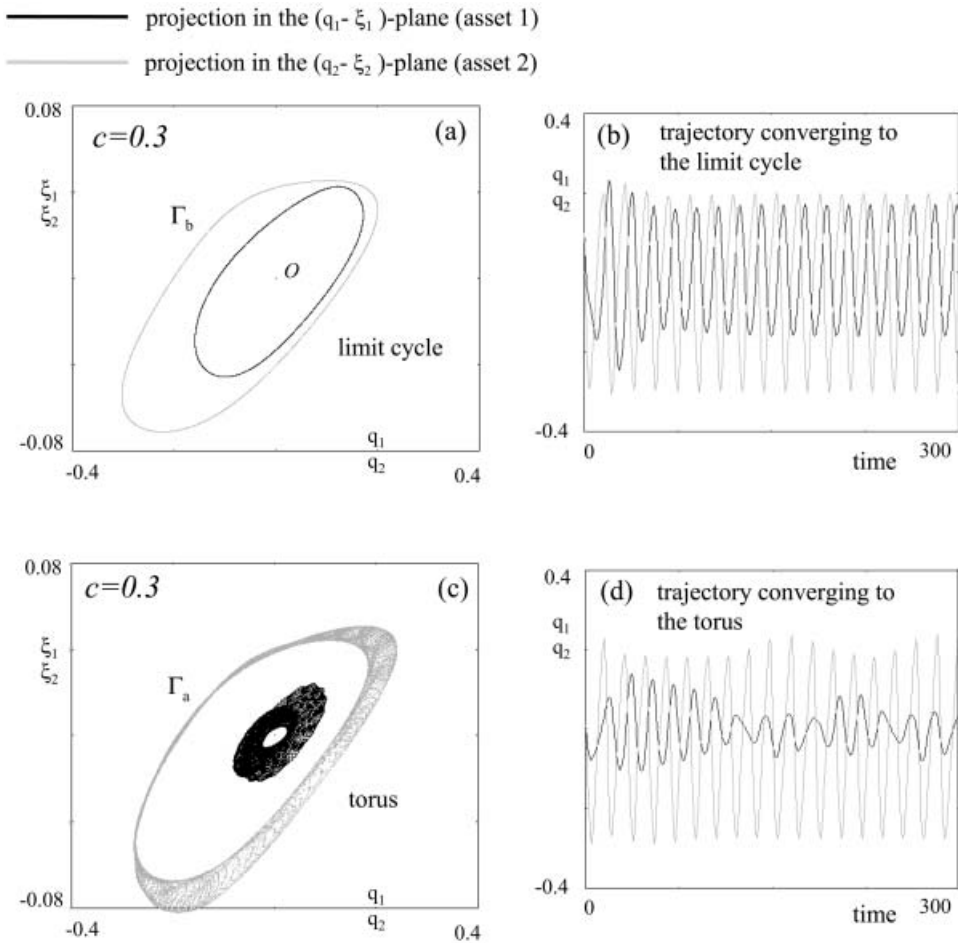 projection in the (q₁- ξ₁ )-plane (asset 1)
projection in the (q₂- ξ₂ )-plane (asset 2)
0.08
c=0.3
(a)
ξ₁
ξ₂
Γb
O
limit cycle
-0.08
q₁
-0.4
q₂
0.4
0.4
(b)
trajectory converging to
the limit cycle
q₁
q₂
-0.4
0
300
time
0.08
c=0.3
(c)
ξ₁
ξ₂
Γa
torus
-0.08
q₁
-0.4
q₂
0.4
0.4
(d)
trajectory converging to
the torus
q₁
q₂
-0.4
0
300
time